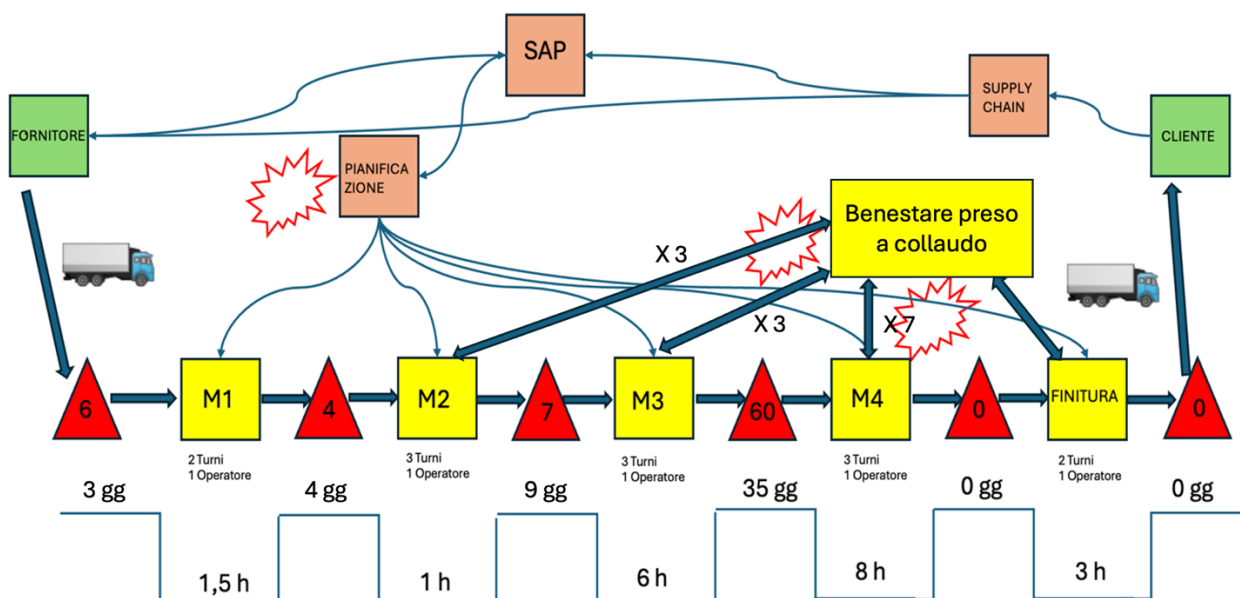 SAP
SUPPLY
CHAIN
FORNITORE
CLIENTE
PIANIFICA
ZIONE
Benestare preso
a collaudo
X 3
X 3
X 7
6
M1
4
M2
7
M3
60
M4
0
FINITURA
0
2 Turni
1 Operatore
3 Turni
1 Operatore
3 Turni
1 Operatore
3 Turni
1 Operatore
2 Turni
1 Operatore
3 gg
4 gg
9 gg
35 gg
0 gg
0 gg
1,5 h
1 h
6 h
8 h
3 h